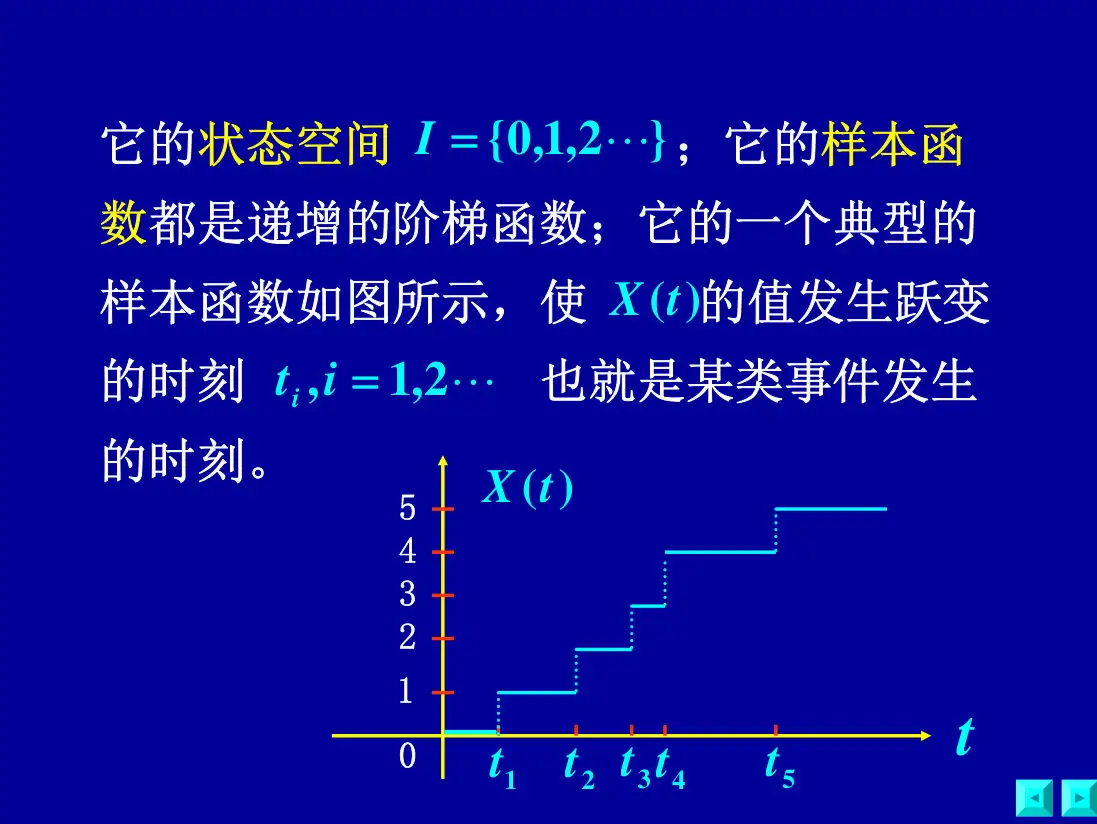 它的状态空间 I = {0,1,2⋯} ；它的样本函
数都是递增的阶梯函数；它的一个典型的
样本函数如图所示，使 X(t)的值发生跃变
的时刻 tᵢ,i = 1,2⋯ 也就是某类事件发生
的时刻。
X(t)
5
4
3
2
1
0
t₁ t₂ t₃ t₄ t₅
t